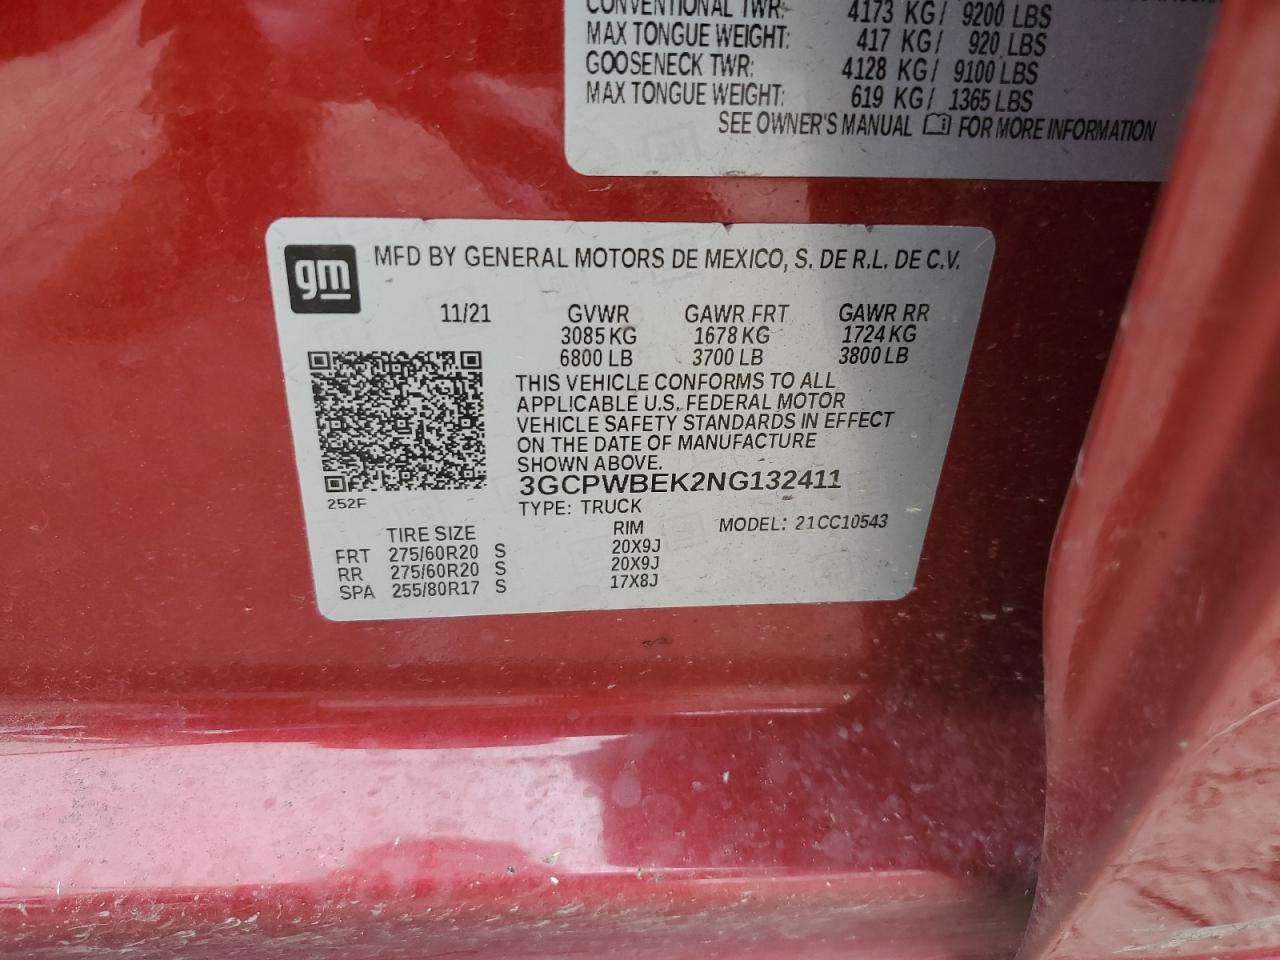 CONVENTIONAL TWR: 4173 KG/ 9200 LBS
MAX TONGUE WEIGHT: 417 KG/ 920 LBS
GOOSENECK TWR: 4128 KG/ 9100 LBS
MAX TONGUE WEIGHT: 619 KG/ 1365 LBS
SEE OWNER'S MANUAL FOR MORE INFORMATION
gm
MFD BY GENERAL MOTORS DE MEXICO, S. DE R.L. DE C.V.
11/21 GVWR GAWR FRT GAWR RR
3085 KG 1678 KG 1724 KG
6800 LB 3700 LB 3800 LB
THIS VEHICLE CONFORMS TO ALL
APPLICABLE U.S. FEDERAL MOTOR
VEHICLE SAFETY STANDARDS IN EFFECT
ON THE DATE OF MANUFACTURE
SHOWN ABOVE.
3GCPWBEK2NG132411
252F
TYPE: TRUCK
TIRE SIZE RIM MODEL: 21CC10543
FRT 275/60R20 S 20X9J
RR 275/60R20 S 20X9J
SPA 255/80R17 S 17X8J